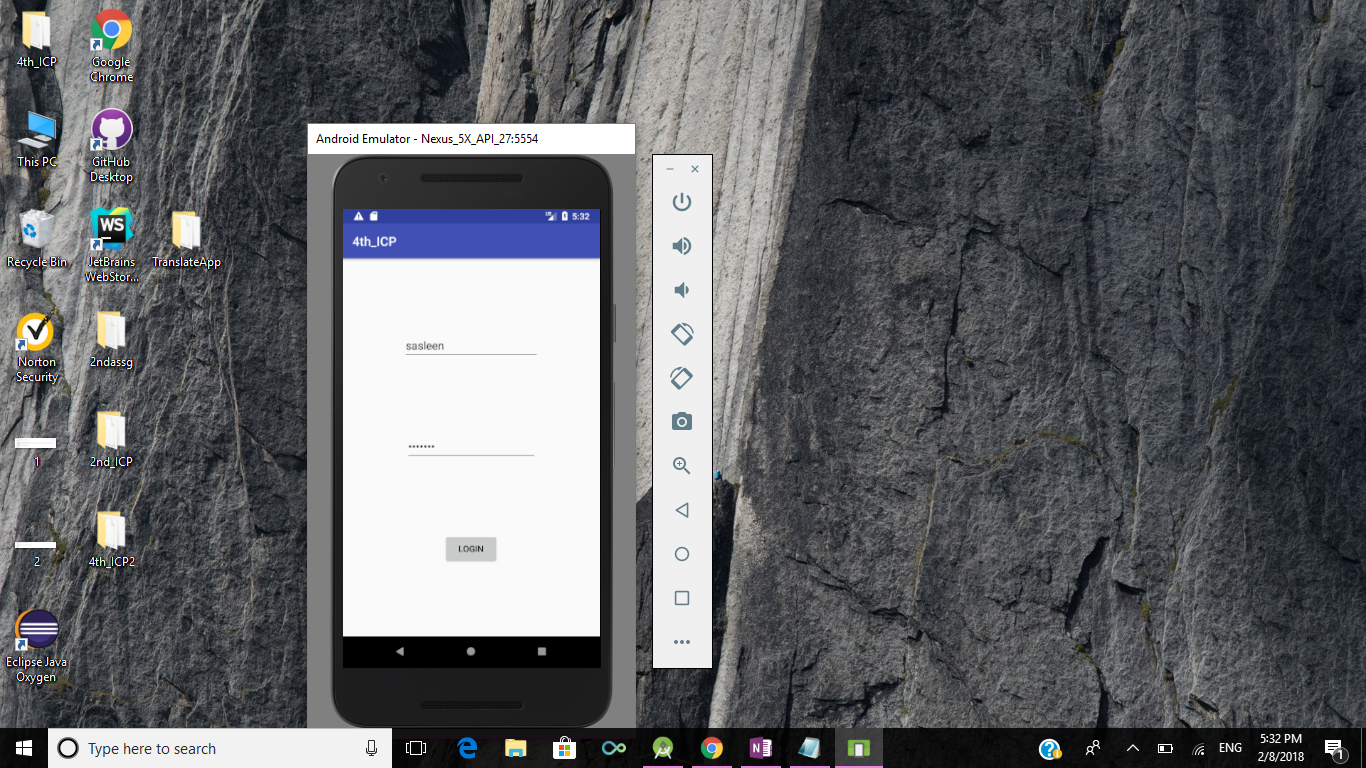 4th_ICP
Google
Chrome
This PC
GitHub
Desktop
Recycle Bin
WS
JetBrains
WebStor...
TranslateApp
Norton
Security
2ndassg
1
2nd_ICP
2
4th_ICP2
Eclipse Java
Oxygen
Android Emulator - Nexus_5X_API_27:5554
5:32
4th_ICP
sasleen
•••••••
LOGIN
Type here to search
ENG
5:32 PM
2/8/2018
1